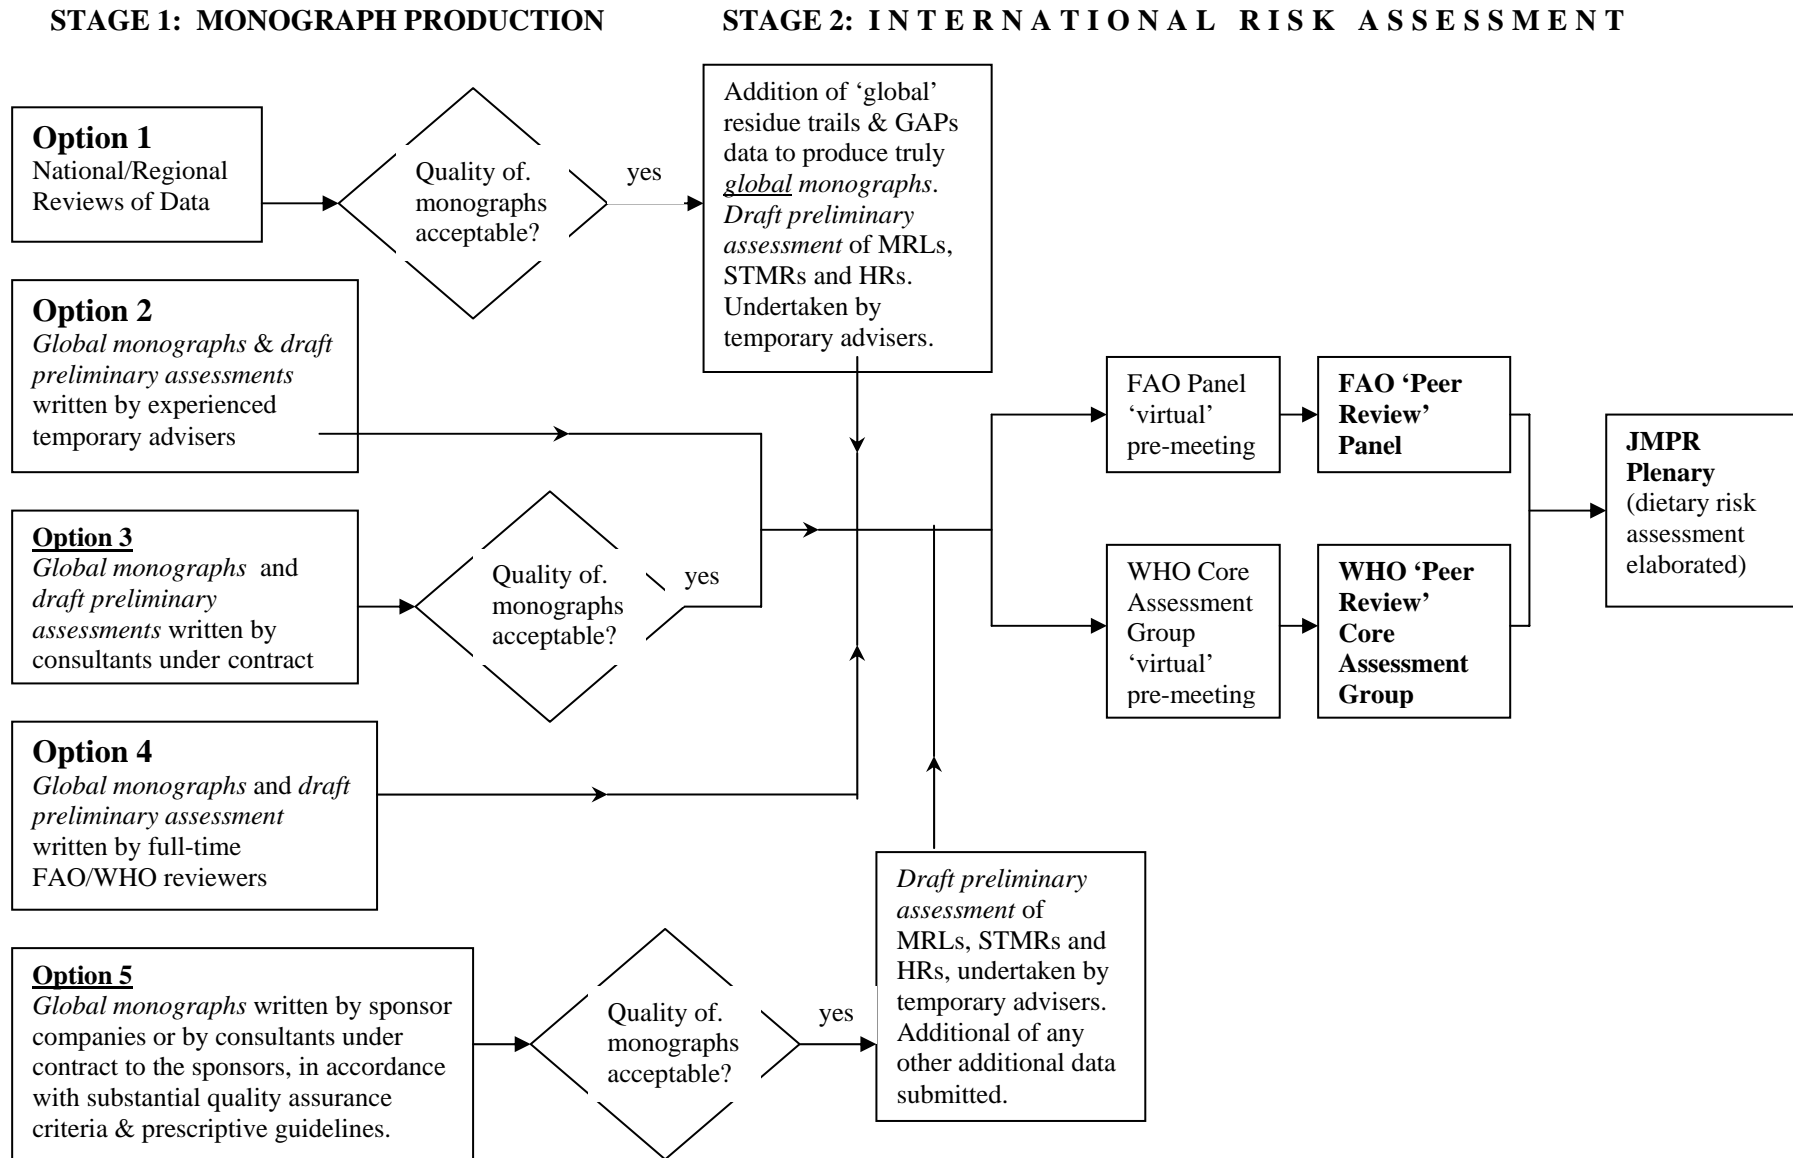 STAGE 1: MONOGRAPH PRODUCTION
STAGE 2: I N T E R N A T I O N A L R I S K A S S E S S M E N T
Option 1
National/Regional
Reviews of Data
Quality of.
monographs
acceptable?
yes
Addition of ‘global’
residue trails & GAPs
data to produce truly
global monographs.
Draft preliminary
assessment of MRLs,
STMRs and HRs.
Undertaken by
temporary advisers.
Option 2
Global monographs & draft
preliminary assessments
written by experienced
temporary advisers
Option 3
Global monographs and
draft preliminary
assessments written by
consultants under contract
Quality of.
monographs
acceptable?
yes
Option 4
Global monographs and draft
preliminary assessment
written by full-time
FAO/WHO reviewers
Option 5
Global monographs written by sponsor
companies or by consultants under
contract to the sponsors, in accordance
with substantial quality assurance
criteria & prescriptive guidelines.
Quality of.
monographs
acceptable?
yes
Draft preliminary
assessment of
MRLs, STMRs and
HRs, undertaken by
temporary advisers.
Additional of any
other additional data
submitted.
FAO Panel
‘virtual’
pre-meeting
FAO ‘Peer
Review’
Panel
WHO Core
Assessment
Group
‘virtual’
pre-meeting
WHO ‘Peer
Review’
Core
Assessment
Group
JMPR
Plenary
(dietary risk
assessment
elaborated)